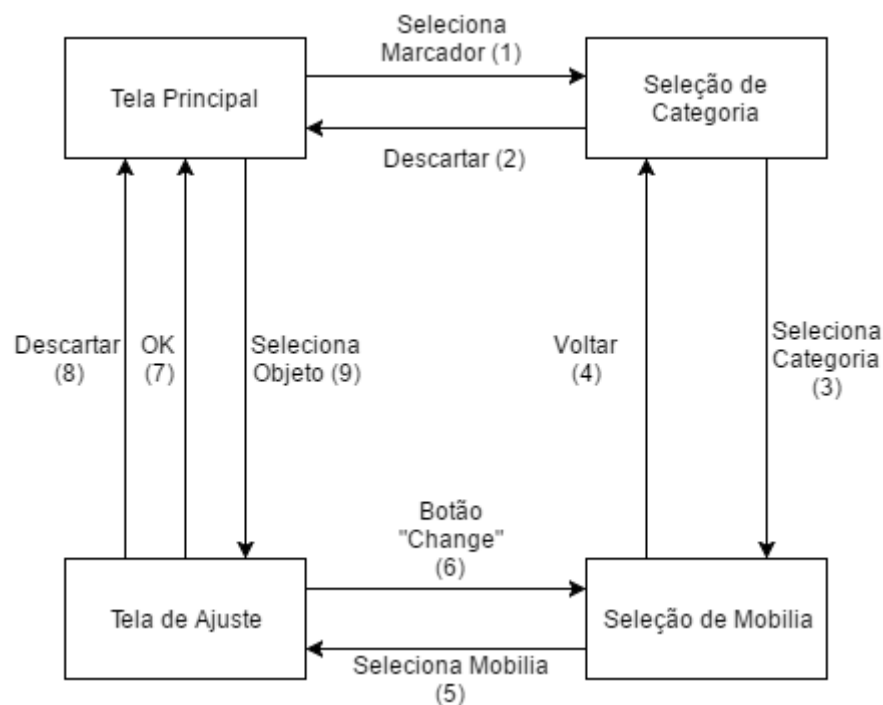 Seleciona
Marcador (1)
Tela Principal
Seleção de
Categoria
Descartar (2)
Descartar
(8)
OK
(7)
Seleciona
Objeto (9)
Voltar
(4)
Seleciona
Categoria
(3)
Botão
"Change"
(6)
Tela de Ajuste
Seleção de Mobilia
Seleciona Mobilia
(5)